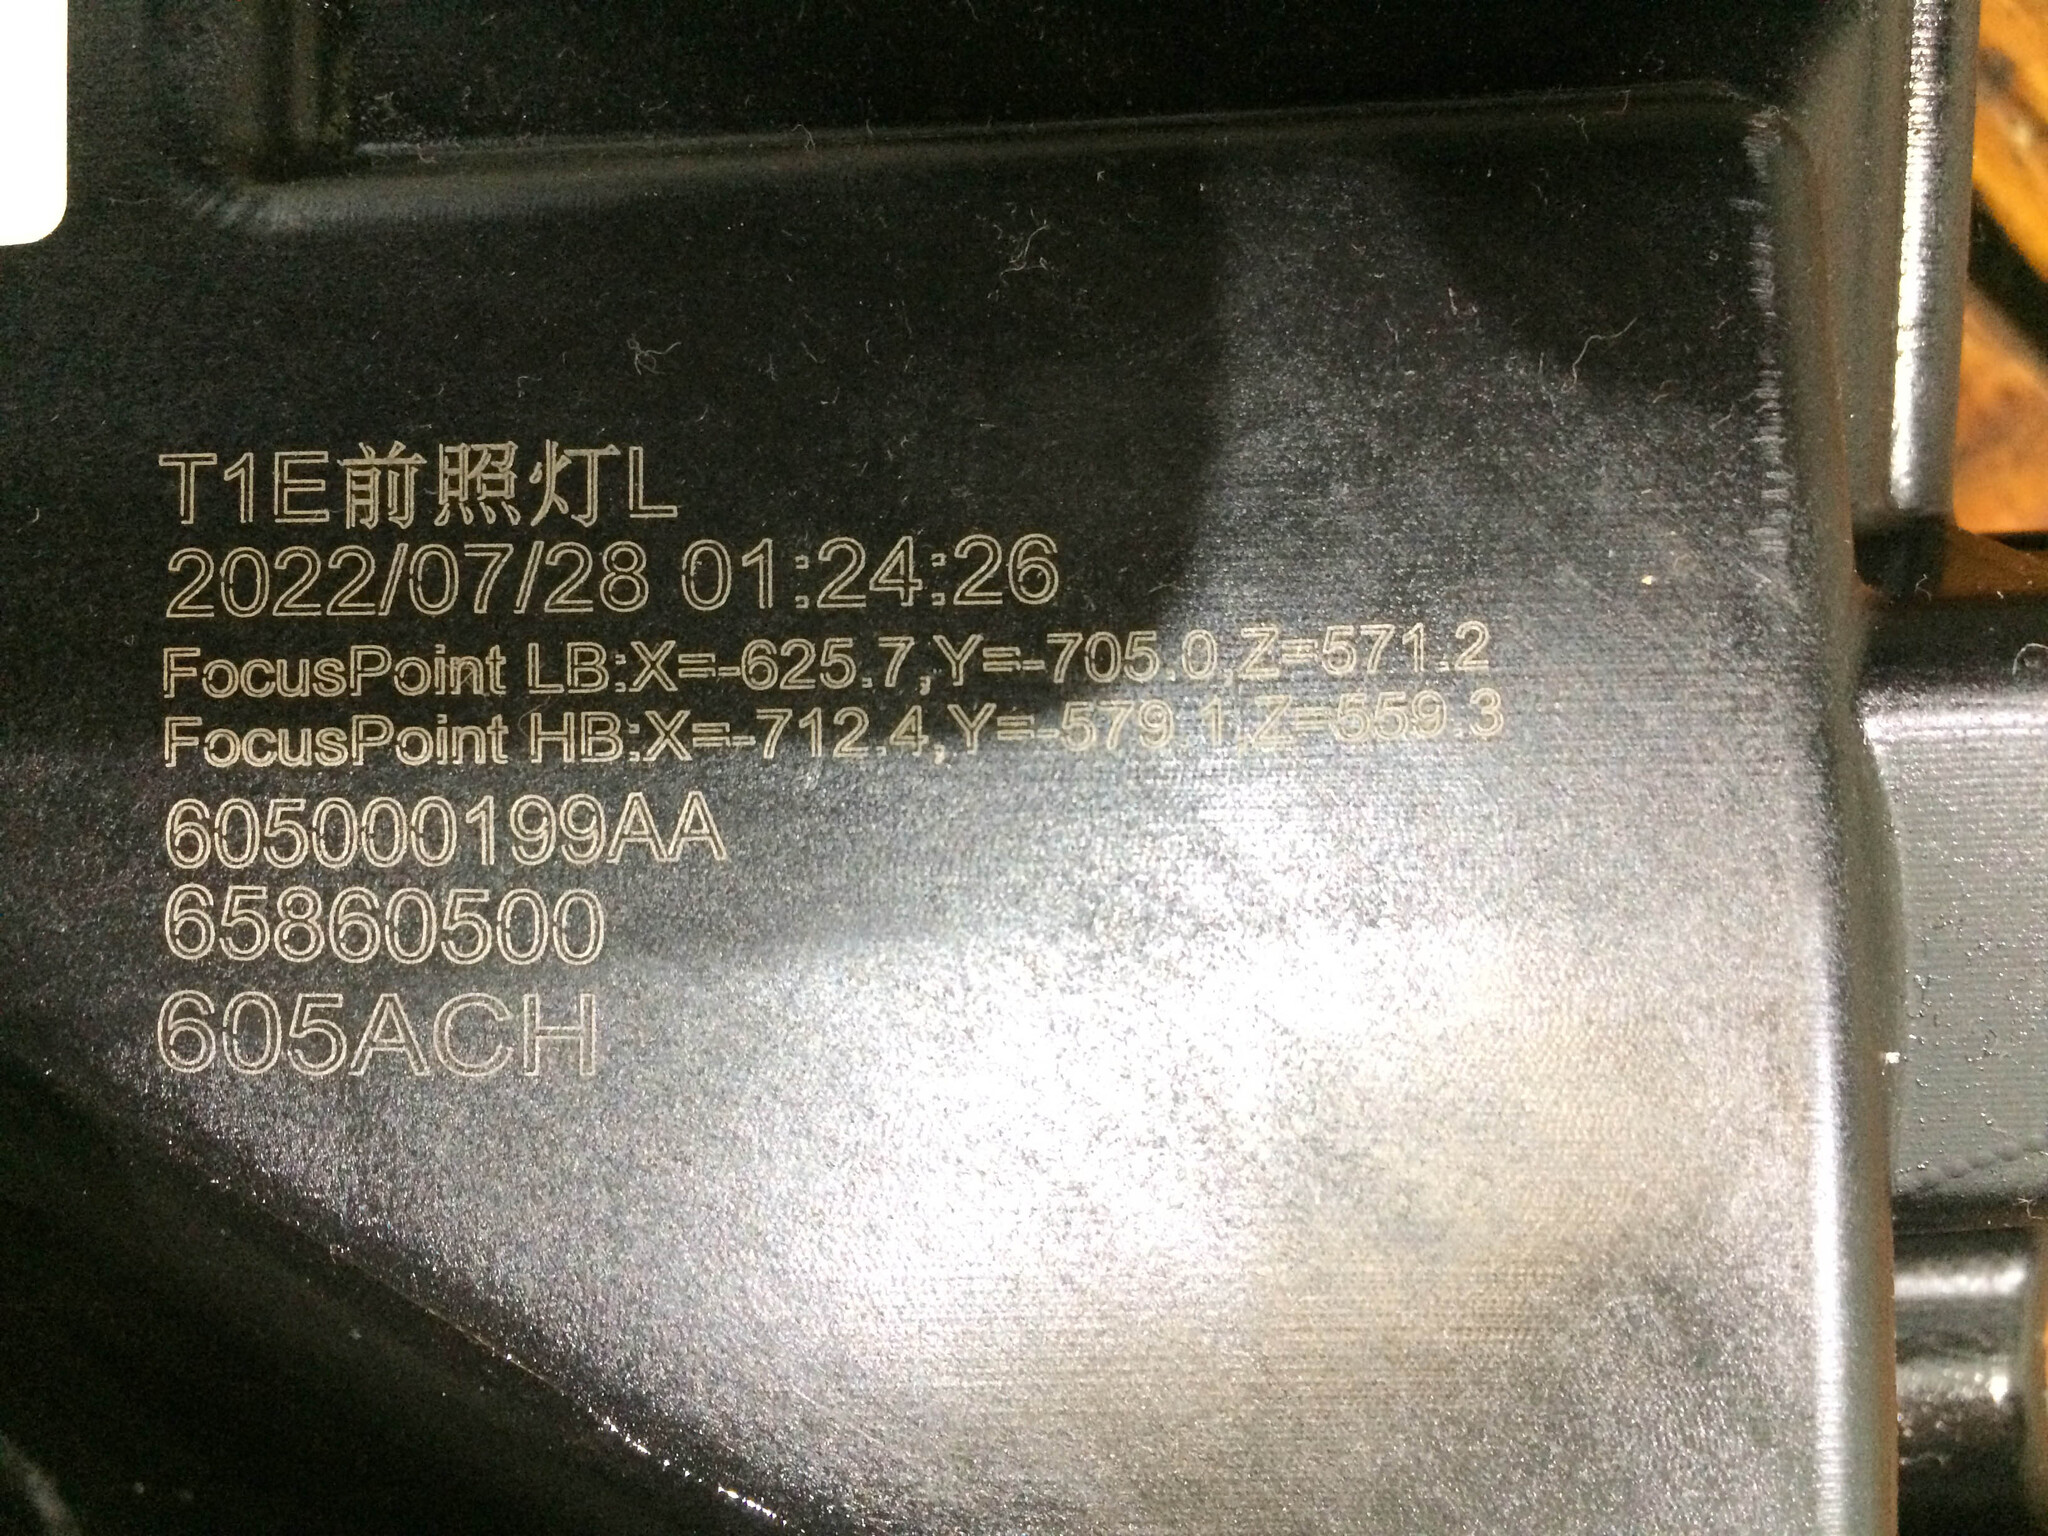 T1E前照灯L
2022/07/28 01:24:26
FocusPoint LB:X=-625.7,Y=-705.0,Z=571.2
FocusPoint HB:X=-712.4,Y=-579.1,Z=559.3
605000199AA
65860500
605ACH